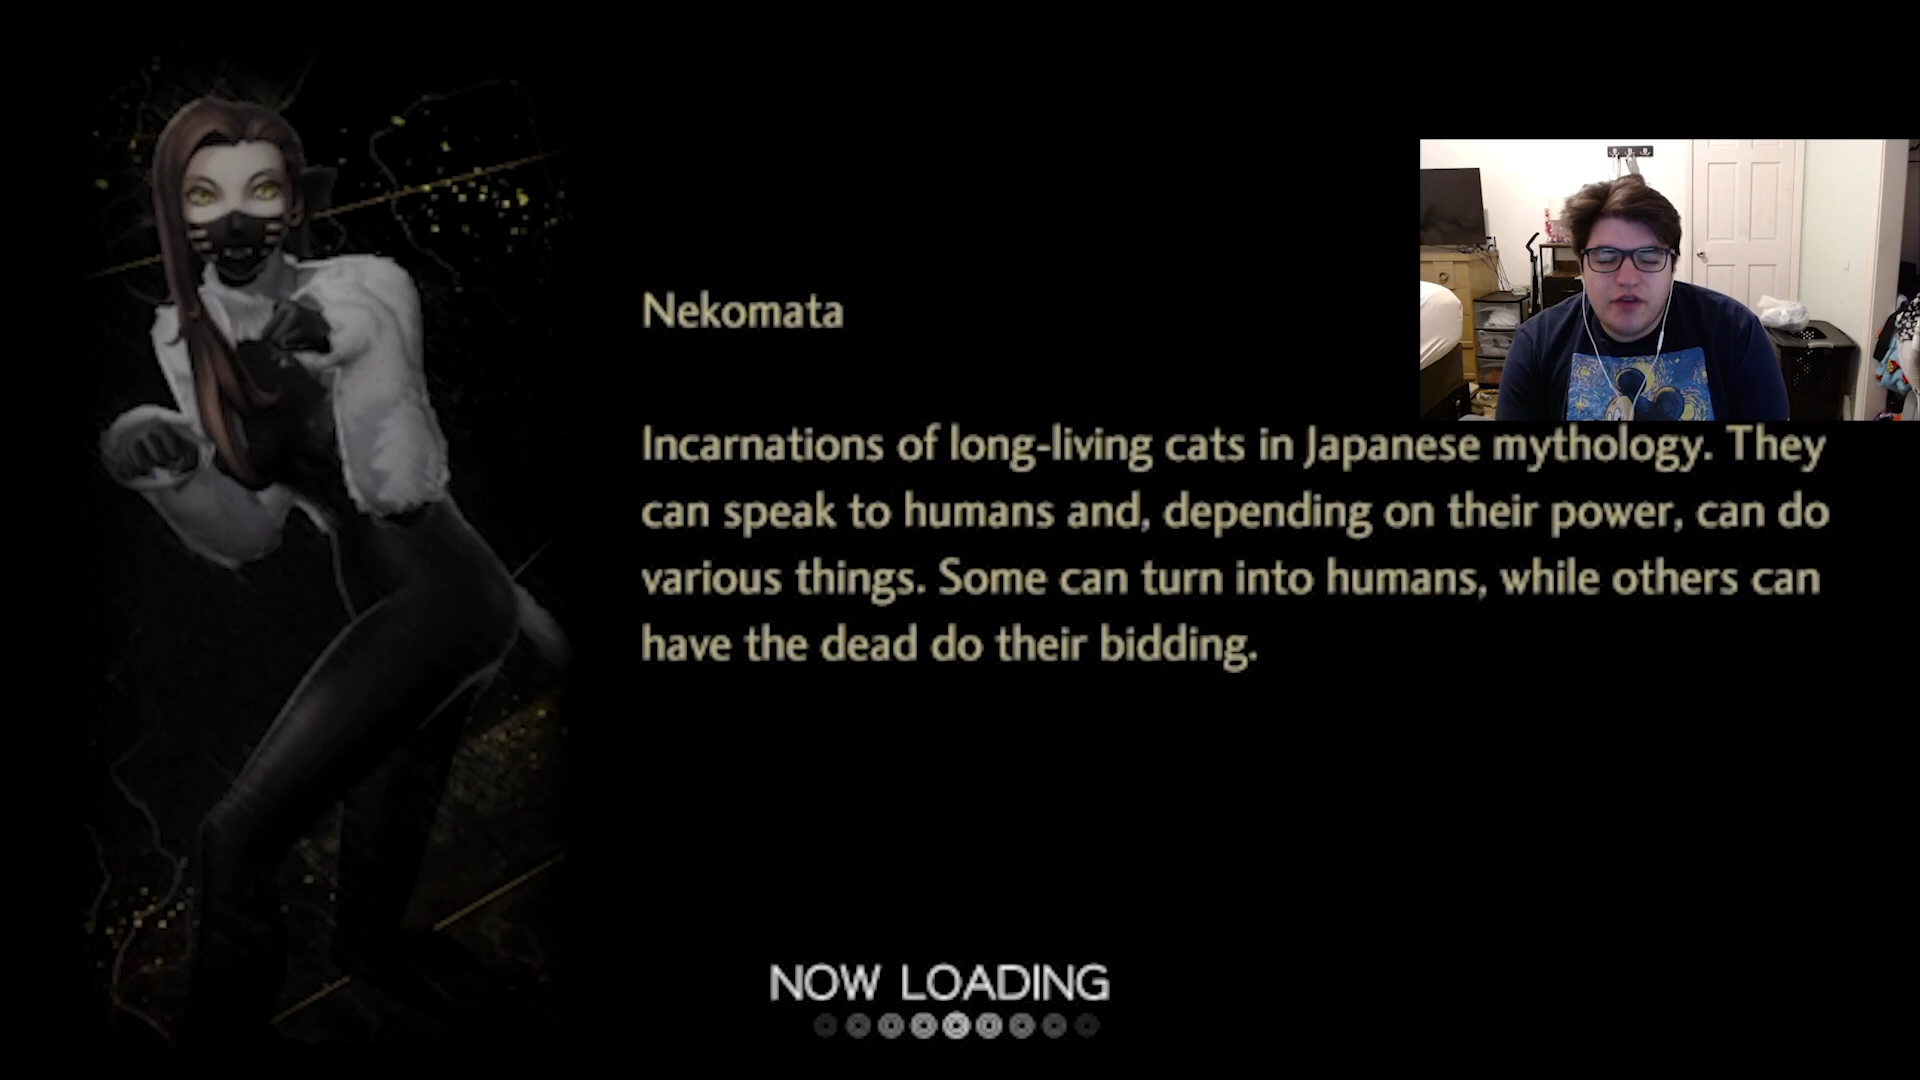 Nekomata
Incarnations of long-living cats in Japanese mythology. They
can speak to humans and, depending on their power, can do
various things. Some can turn into humans, while others can
have the dead do their bidding.
NOW LOADING